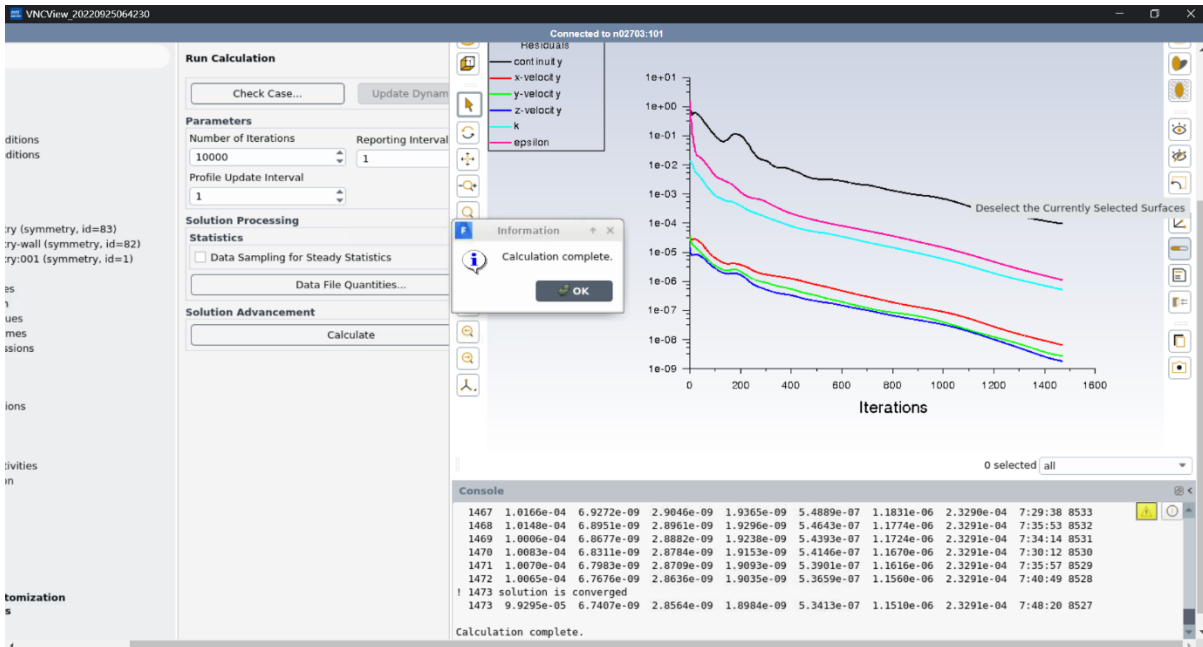 VNCView_20220925064230
Connected to n02703:101
ditions
ditions
ry (symmetry, id=83)
ry-wall (symmetry, id=82)
ry:001 (symmetry, id=1)
es
ues
mes
ssions
ions
tivities
on
tomization
s
Run Calculation
Check Case...
Update Dynam
Parameters
Number of Iterations
Reporting Interval
10000
1
Profile Update Interval
1
Solution Processing
Statistics
Data Sampling for Steady Statistics
Data File Quantities...
Solution Advancement
Calculate
Residuals
continuity
x-velocity
y-velocity
z-velocity
k
epsilon
1e+01
1e+00
1e-01
1e-02
1e-03
1e-04
1e-05
1e-06
1e-07
1e-08
1e-09
0 200 400 600 800 1000 1200 1400 1600
Iterations
Deselect the Currently Selected Surfaces
Information
Calculation complete.
OK
0 selected all
Console
1467 1.0166e-04 6.9272e-09 2.9046e-09 1.9365e-09 5.4889e-07 1.1831e-06 2.3290e-04 7:29:38 8533
1468 1.0148e-04 6.8951e-09 2.8961e-09 1.9296e-09 5.4643e-07 1.1774e-06 2.3291e-04 7:35:53 8532
1469 1.0006e-04 6.8677e-09 2.8882e-09 1.9238e-09 5.4393e-07 1.1724e-06 2.3291e-04 7:34:14 8531
1470 1.0083e-04 6.8311e-09 2.8784e-09 1.9153e-09 5.4146e-07 1.1670e-06 2.3291e-04 7:30:12 8530
1471 1.0070e-04 6.7983e-09 2.8709e-09 1.9093e-09 5.3901e-07 1.1616e-06 2.3291e-04 7:35:57 8529
1472 1.0065e-04 6.7676e-09 2.8636e-09 1.9035e-09 5.3659e-07 1.1560e-06 2.3291e-04 7:40:49 8528
! 1473 solution is converged
1473 9.9295e-05 6.7407e-09 2.8564e-09 1.8984e-09 5.3413e-07 1.1510e-06 2.3291e-04 7:48:20 8527
Calculation complete.